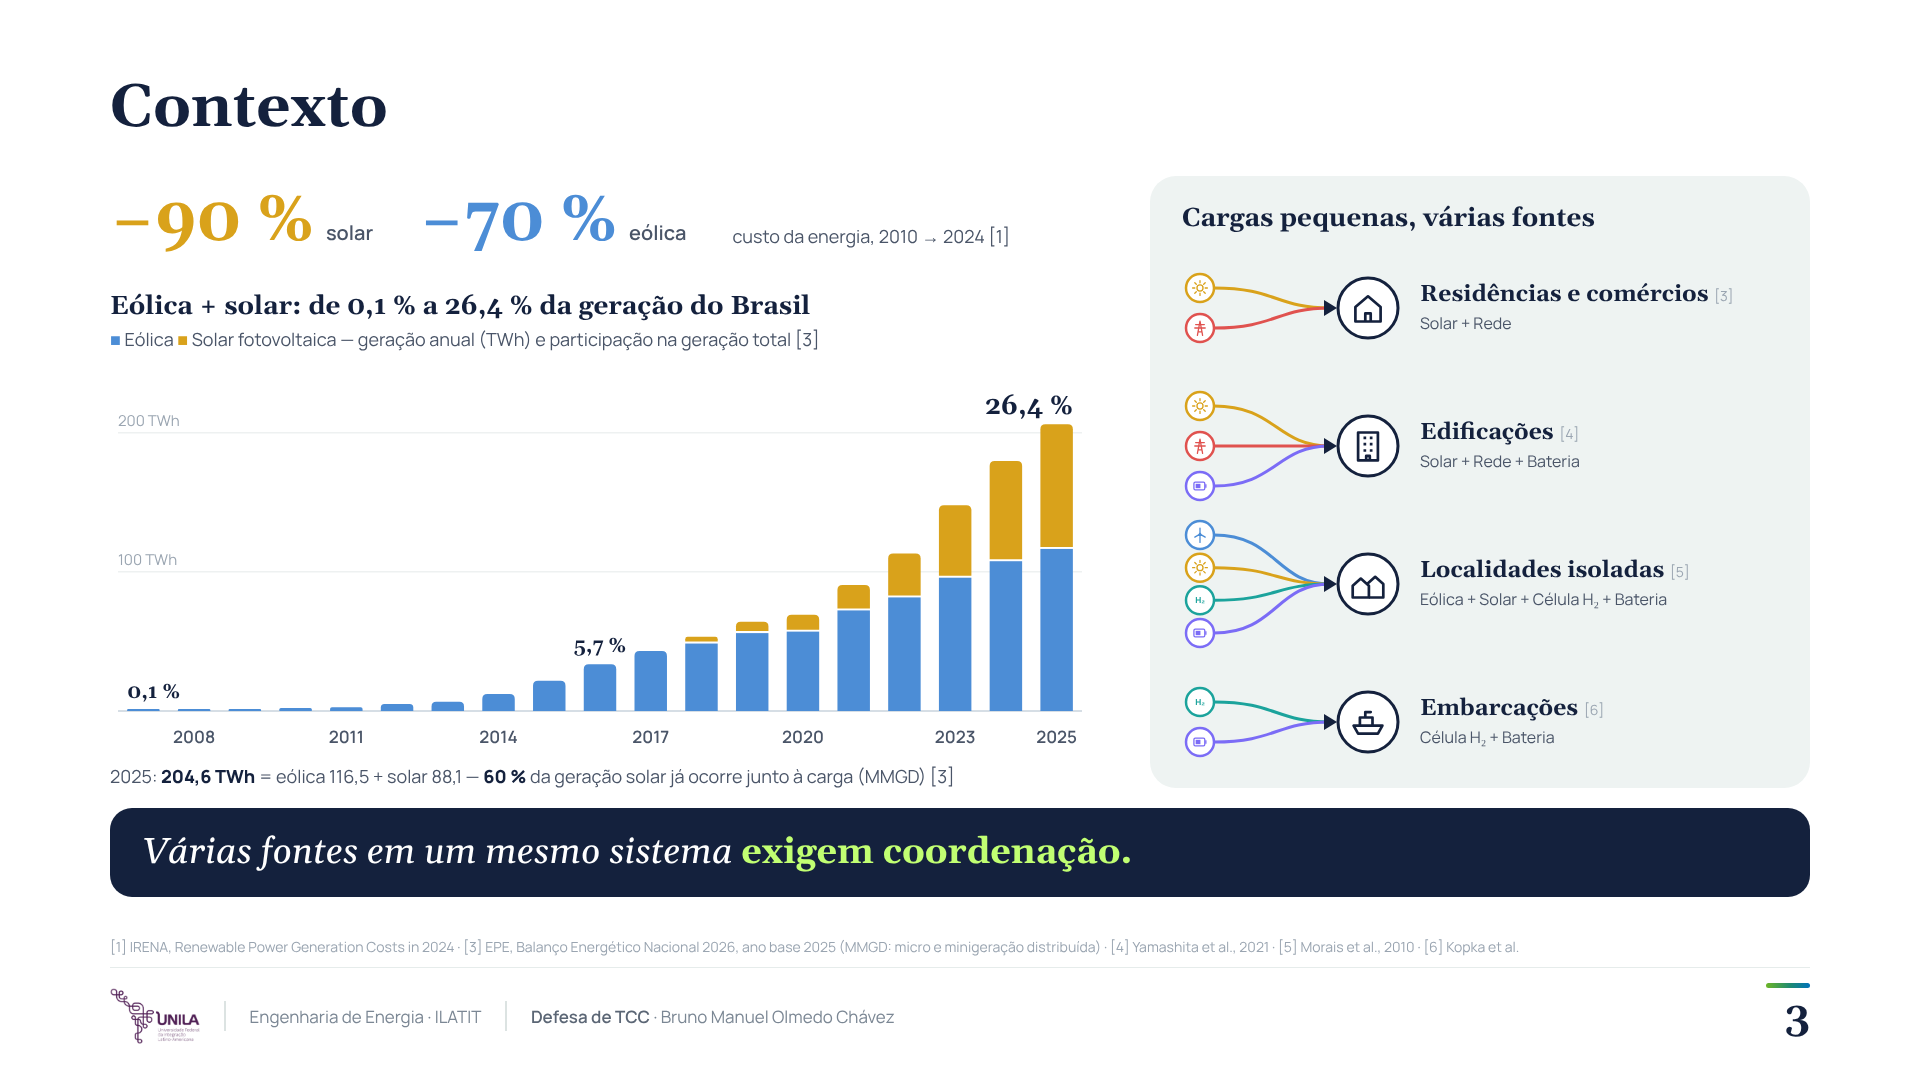 Contexto
−90 % solar −70 % eólica custo da energia, 2010 → 2024 [1]
Eólica + solar: de 0,1 % a 26,4 % da geração do Brasil
Eólica Solar fotovoltaica — geração anual (TWh) e participação na geração total [3]
26,4 %
200 TWh
100 TWh
5,7 %
0,1 %
2008 2011 2014 2017 2020 2023 2025
2025: 204,6 TWh = eólica 116,5 + solar 88,1 — 60 % da geração solar já ocorre junto à carga (MMGD) [3]
Cargas pequenas, várias fontes
Residências e comércios [3]
Solar + Rede
Edificações [4]
Solar + Rede + Bateria
H₂
Localidades isoladas [5]
Eólica + Solar + Célula H₂ + Bateria
H₂
Embarcações [6]
Célula H₂ + Bateria
Várias fontes em um mesmo sistema exigem coordenação.
[1] IRENA, Renewable Power Generation Costs in 2024 · [3] EPE, Balanço Energético Nacional 2026, ano base 2025 (MMGD: micro e minigeração distribuída) · [4] Yamashita et al., 2021 · [5] Morais et al., 2010 · [6] Kopka et al.
UNILA
Universidade Federal
da Integração
Latino-Americana
Engenharia de Energia · ILATIT
Defesa de TCC · Bruno Manuel Olmedo Chávez
3